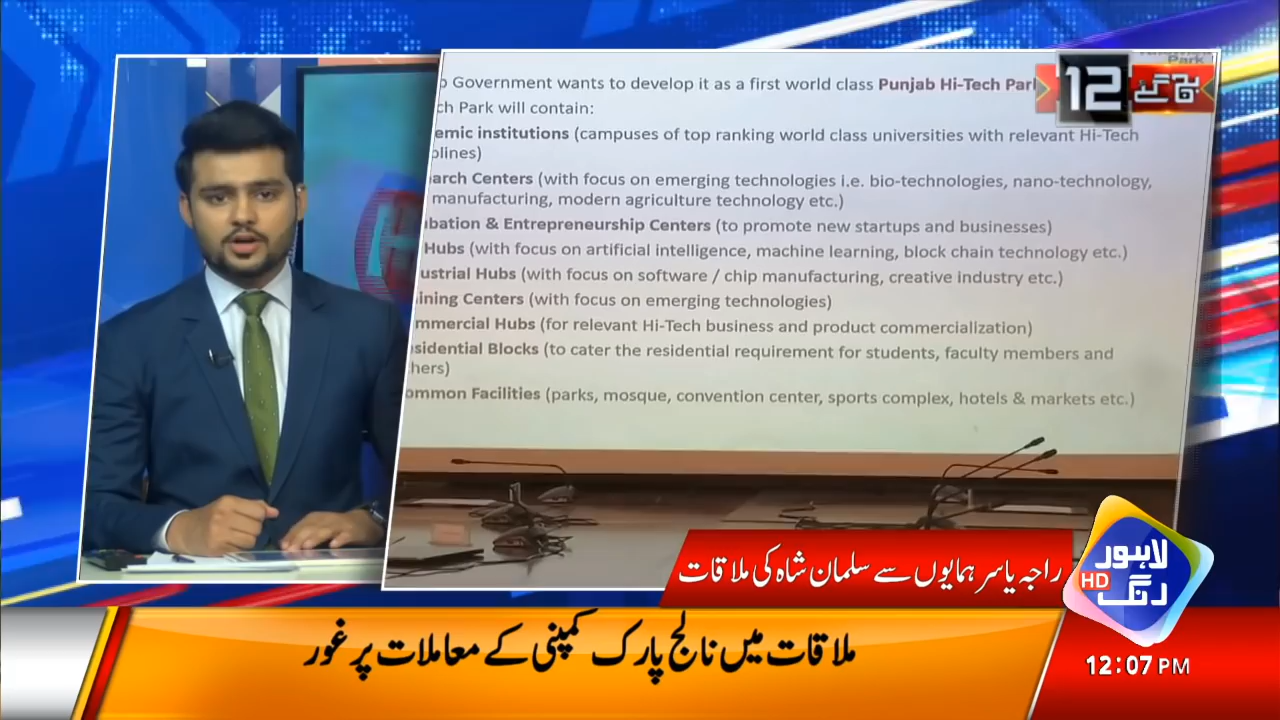 Park
Government wants to develop it as a first world class Punjab Hi-Tech Park
ch Park will contain:
emic institutions (campuses of top ranking world class universities with relevant Hi-Tech
plines)
arch Centers (with focus on emerging technologies i.e. bio-technologies, nano-technology,
manufacturing, modern agriculture technology etc.)
bation & Entrepreneurship Centers (to promote new startups and businesses)
Hubs (with focus on artificial intelligence, machine learning, block chain technology etc.)
ustrial Hubs (with focus on software / chip manufacturing, creative industry etc.)
ining Centers (with focus on emerging technologies)
mmercial Hubs (for relevant Hi-Tech business and product commercialization)
sidential Blocks (to cater the residential requirement for students, faculty members and
hers)
ommon Facilities (parks, mosque, convention center, sports complex, hotels & markets etc.)
12 بج گئے
راجہ یاسر ہمایوں سے سلمان شاہ کی ملاقات
ملاقات میں نالج پارک کمپنی کے معاملات پر غور
لاہور
رنگ HD
12:07 PM